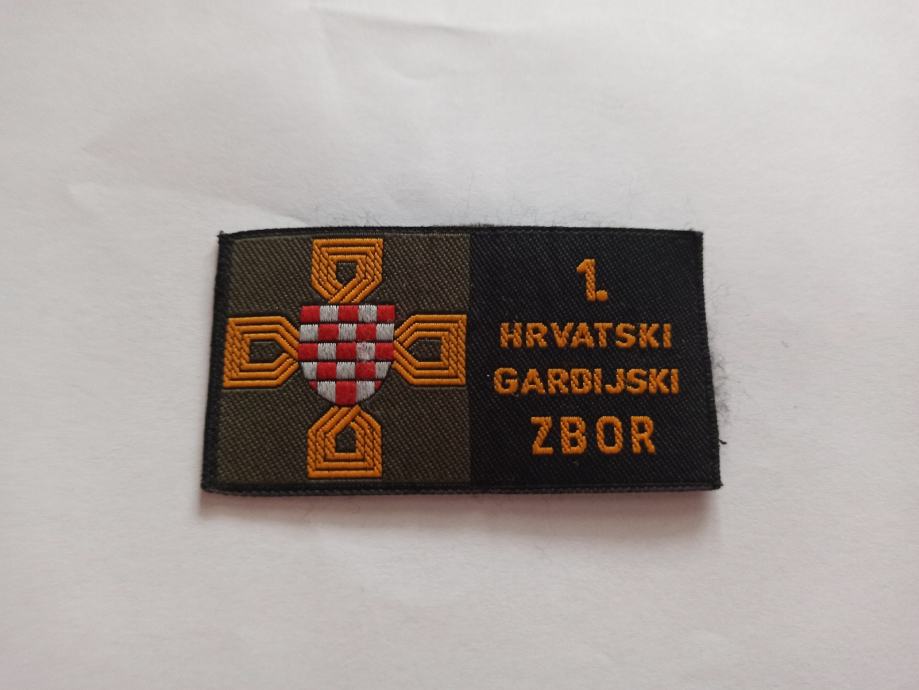 1.
HRVATSKI
GARDIJSKI
ZBOR